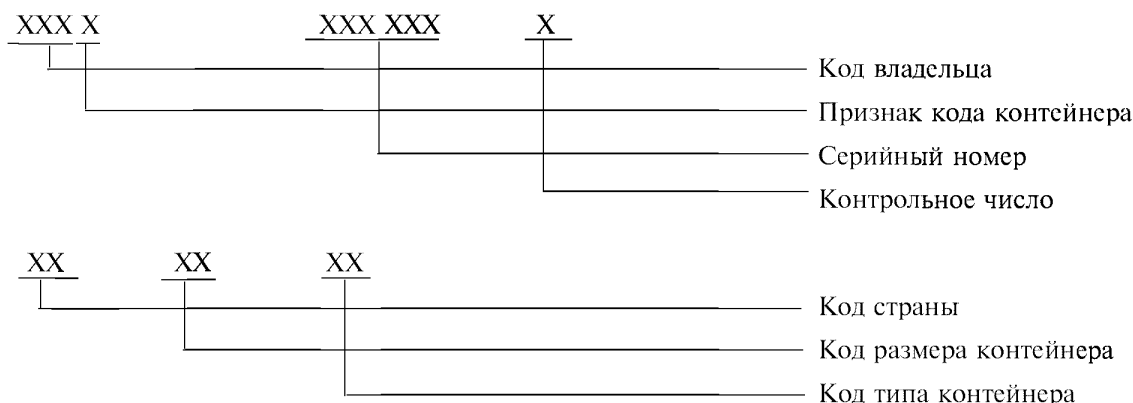 XXX X XXX XXX X
Код владельца
Признак кода контейнера
Серийный номер
Контрольное число
XX XX XX
Код страны
Код размера контейнера
Код типа контейнера